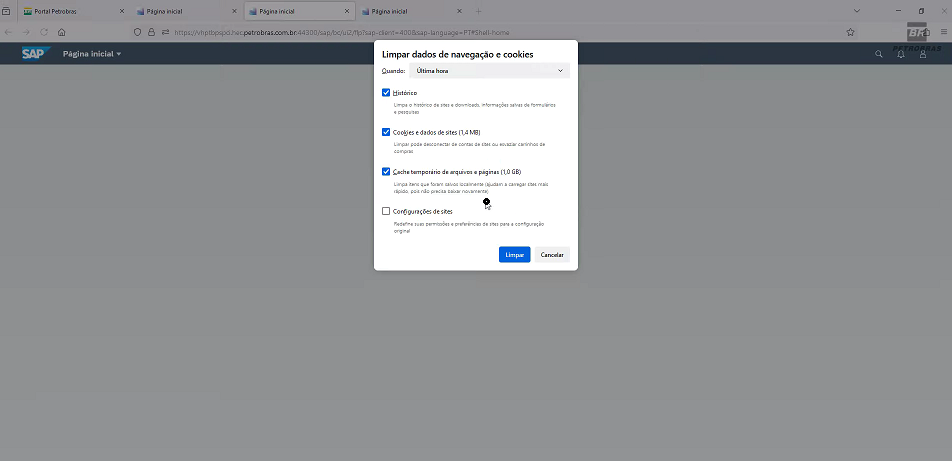 Portal Petrobras
Página inicial
Página inicial
Página inicial
https://vhptbpspd.hec.petrobras.com.br:44300/sap/bc/ui2/flp?sap-client=400&sap-language=PT#Shell-home
BR
PETROBRAS
SAP
Página inicial
Limpar dados de navegação e cookies
Quando:
Última hora
Histórico
Limpa o histórico de sites e downloads, informações salvas de formulários
e pesquisas
Cookies e dados de sites (1,4 MB)
Limpar pode desconectar de contas de sites ou esvaziar carrinhos de
compras
Cache temporário de arquivos e páginas (1,0 GB)
Limpa itens que foram salvos localmente (ajudam a carregar sites mais
rápido, pois não precisa baixar novamente)
Configurações de sites
Redefine suas permissões e preferências de sites para a configuração
original
Limpar
Cancelar